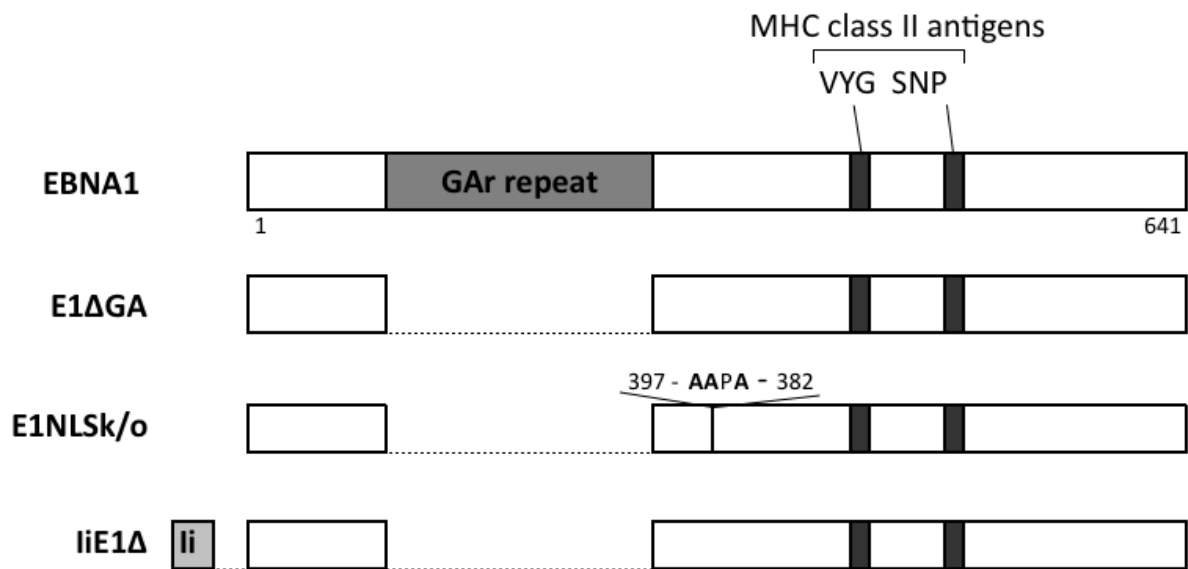 MHC class II antigens
VYG SNP
EBNA1
GAr repeat
1
641
E1ΔGA
397 - AAPA - 382
E1NLSk/o
IiE1Δ
Ii